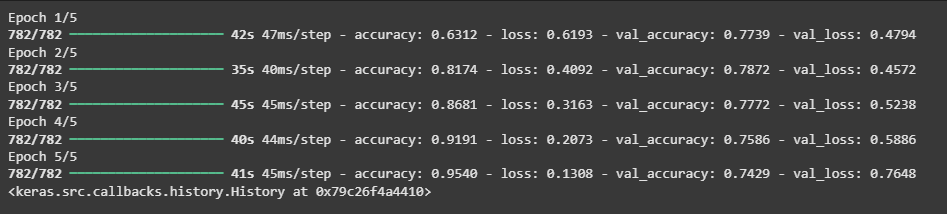 Epoch 1/5
782/782 ━━━━━━━━━━━━━━━━━━━━ 42s 47ms/step - accuracy: 0.6312 - loss: 0.6193 - val_accuracy: 0.7739 - val_loss: 0.4794
Epoch 2/5
782/782 ━━━━━━━━━━━━━━━━━━━━ 35s 40ms/step - accuracy: 0.8174 - loss: 0.4092 - val_accuracy: 0.7872 - val_loss: 0.4572
Epoch 3/5
782/782 ━━━━━━━━━━━━━━━━━━━━ 45s 45ms/step - accuracy: 0.8681 - loss: 0.3163 - val_accuracy: 0.7772 - val_loss: 0.5238
Epoch 4/5
782/782 ━━━━━━━━━━━━━━━━━━━━ 40s 44ms/step - accuracy: 0.9191 - loss: 0.2073 - val_accuracy: 0.7586 - val_loss: 0.5886
Epoch 5/5
782/782 ━━━━━━━━━━━━━━━━━━━━ 41s 45ms/step - accuracy: 0.9540 - loss: 0.1308 - val_accuracy: 0.7429 - val_loss: 0.7648
<keras.src.callbacks.history.History at 0x79c26f4a4410>